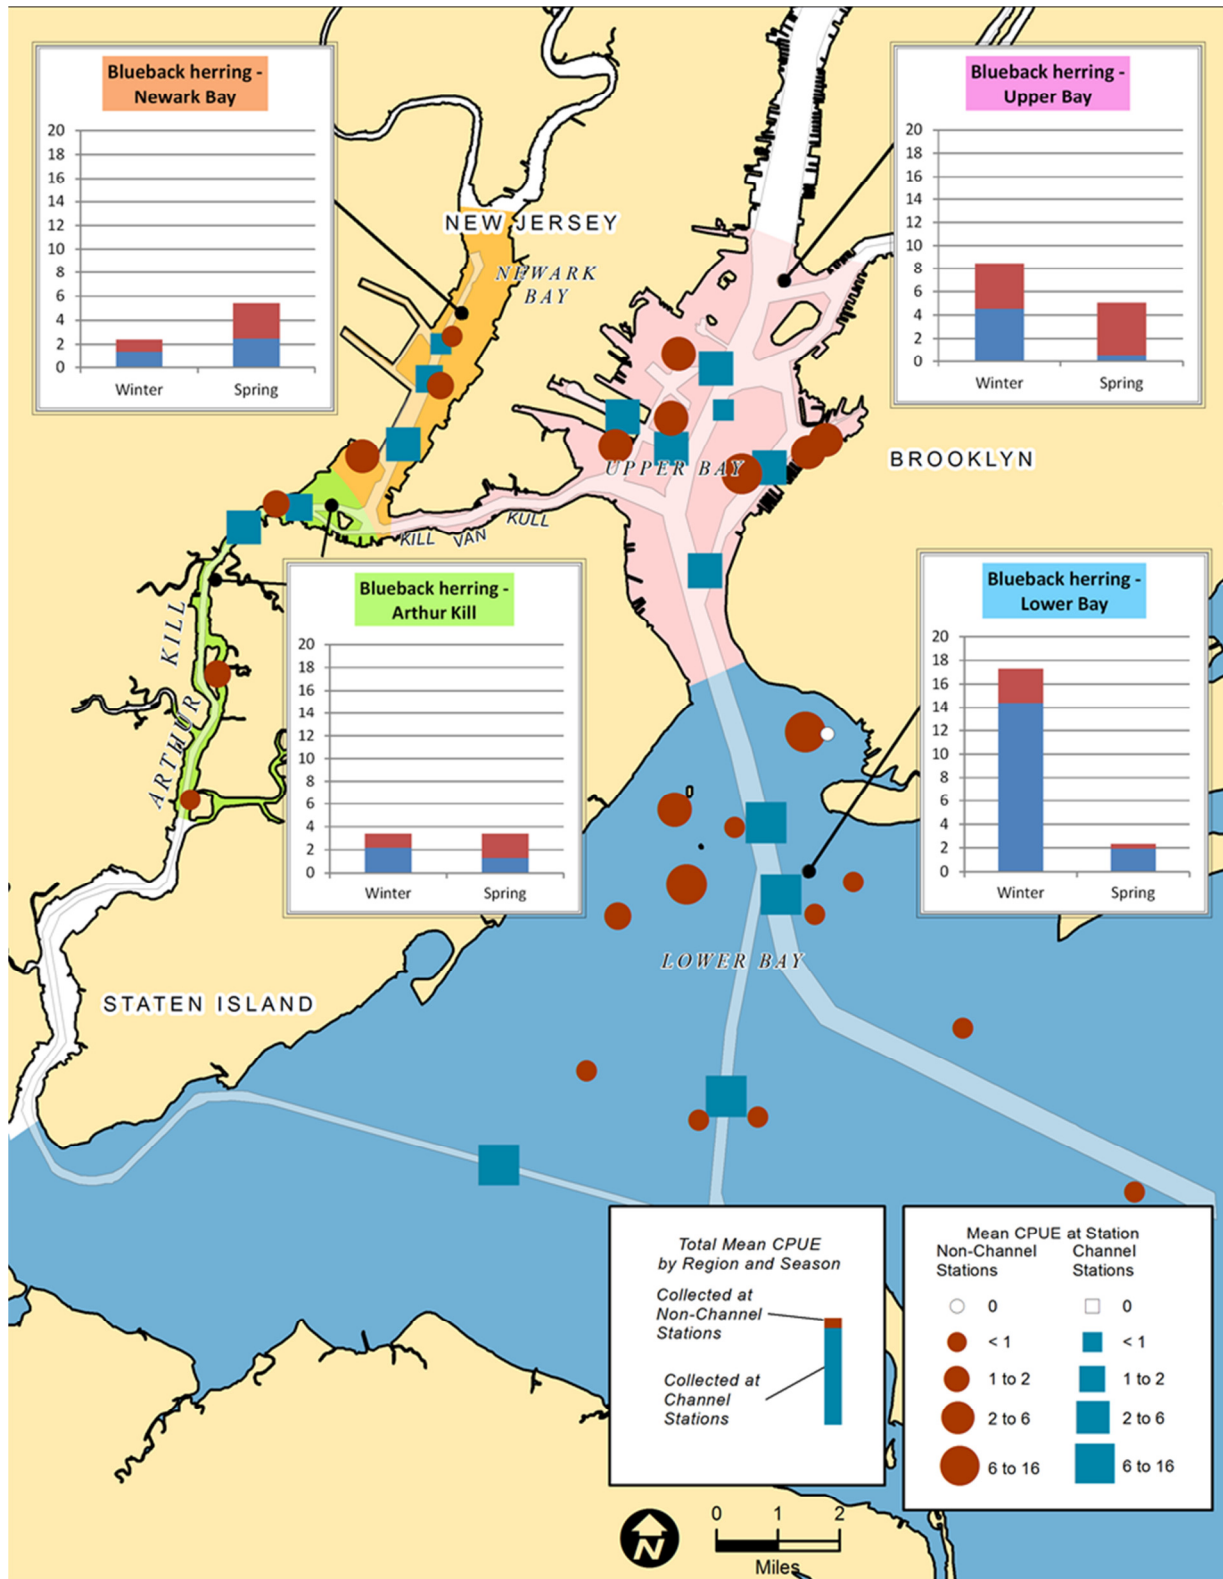 Blueback herring -
Newark Bay
20
18
16
14
12
10
8
6
4
2
0
Winter
Spring
Blueback herring -
Upper Bay
20
18
16
14
12
10
8
6
4
2
0
Winter
Spring
NEW JERSEY
NEWARK
BAY
BROOKLYN
UPPER BAY
KILL VAN KULL
ARTHUR KILL
Blueback herring -
Arthur Kill
20
18
16
14
12
10
8
6
4
2
0
Winter
Spring
Blueback herring -
Lower Bay
20
18
16
14
12
10
8
6
4
2
0
Winter
Spring
LOWER BAY
STATEN ISLAND
Total Mean CPUE
by Region and Season
Collected at
Non-Channel
Stations
Collected at
Channel
Stations
Mean CPUE at Station
Non-Channel
Stations
Channel
Stations
0
0
< 1
< 1
1 to 2
1 to 2
2 to 6
2 to 6
6 to 16
6 to 16
N
0 1 2
Miles